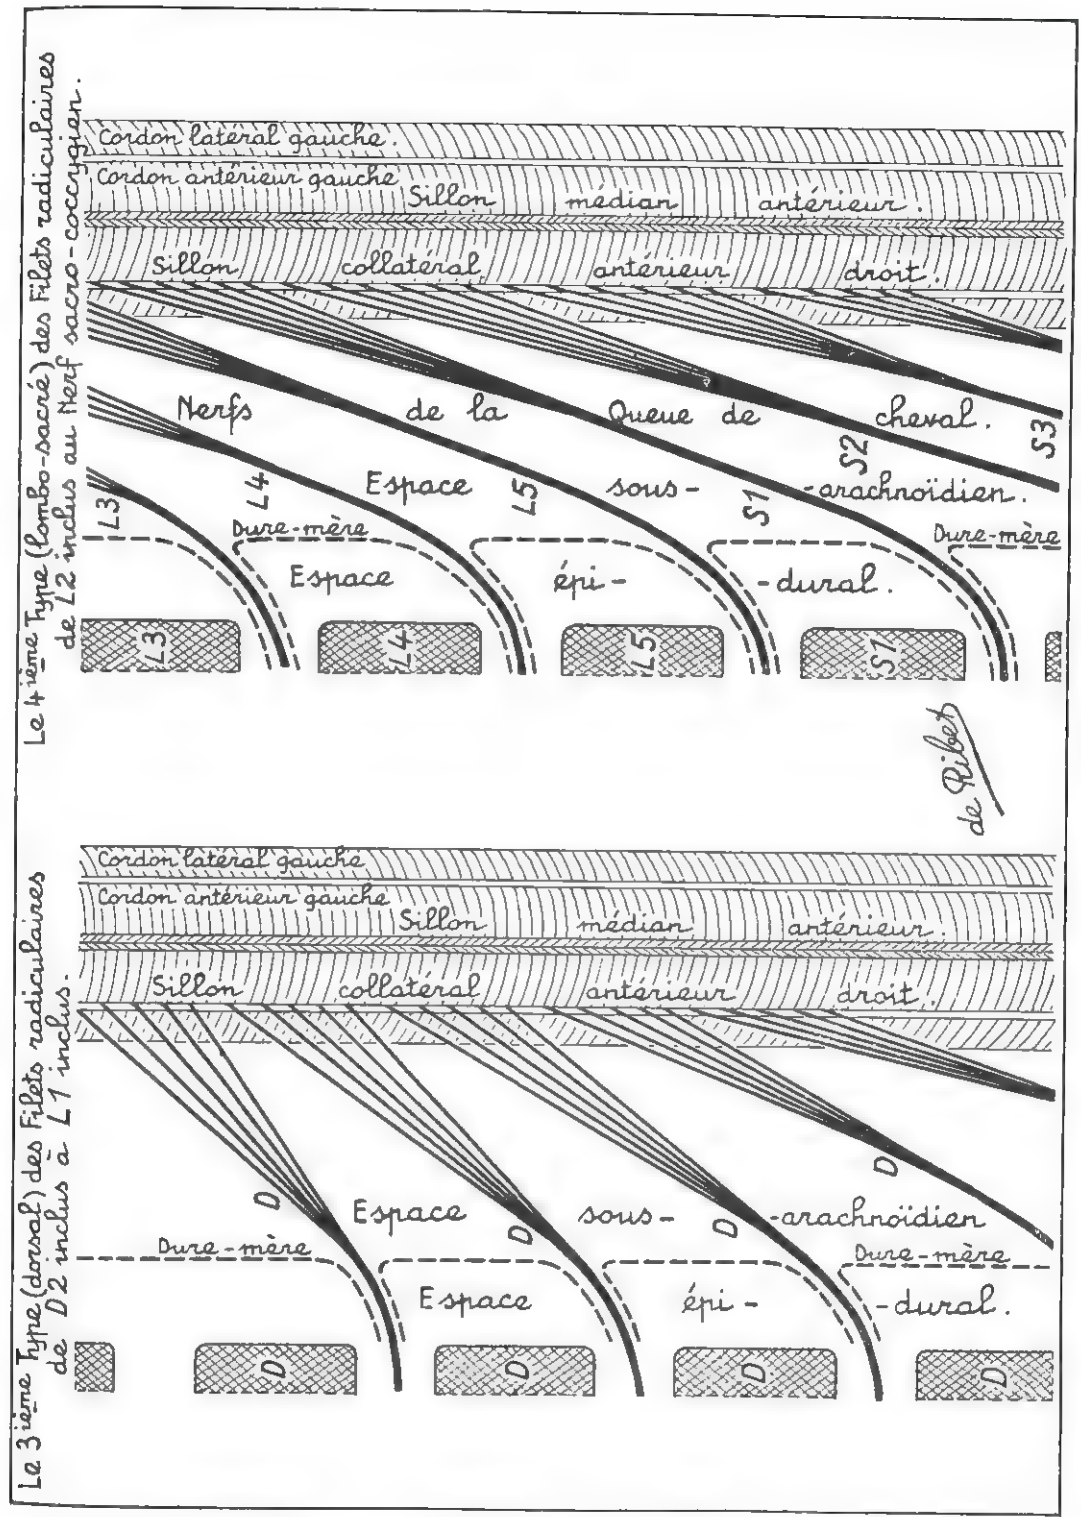 Le 4ième Type (lombo-sacré) des Filets radiculaires
de L2 inclus au Nerf sacro-coccygien.
Cordon latéral gauche.
Cordon antérieur gauche
Sillon médian antérieur.
Sillon collatéral antérieur droit.
Nerfs de la Queue de cheval.
L3 L4 L5 S1 S2 S3
Espace sous- -arachnoïdien.
Dure-mère Dure-mère
Espace épi- -dural.
L3 L4 L5 S1
de Ribet
Le 3ième Type (dorsal) des Filets radiculaires
de D2 inclus à L1 inclus.
Cordon latéral gauche
Cordon antérieur gauche
Sillon médian antérieur.
Sillon collatéral antérieur droit.
D D D D
Espace sous- -arachnoïdien
Dure-mère Dure-mère
Espace épi- -dural.
D D D D